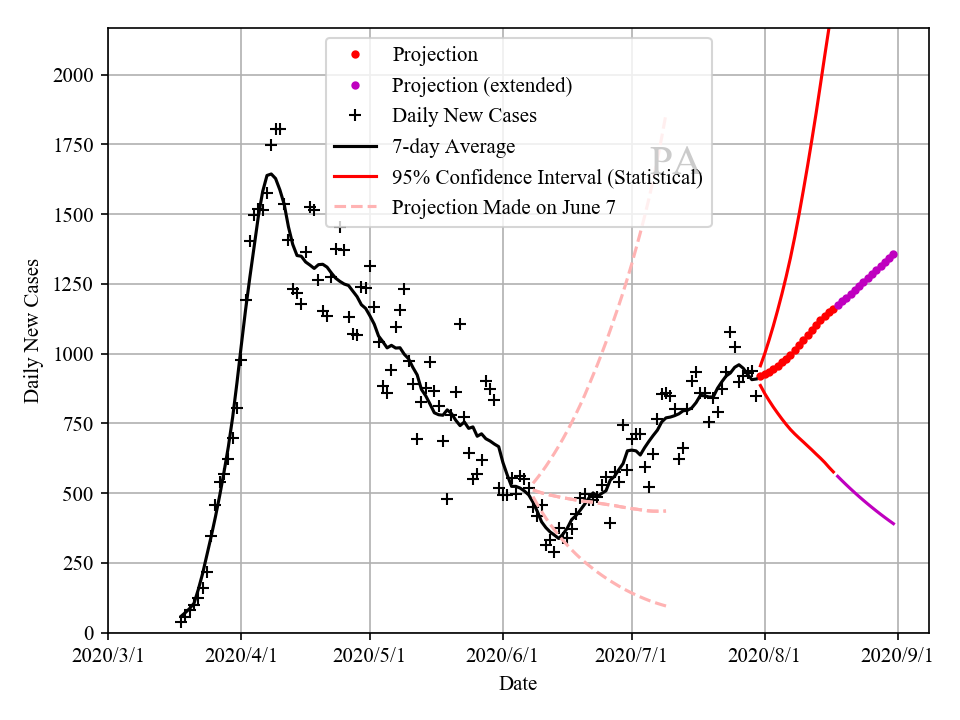 2000
1750
1500
1250
1000
750
500
250
0
Daily New Cases
Projection
Projection (extended)
Daily New Cases
7-day Average
PA
95% Confidence Interval (Statistical)
Projection Made on June 7
2020/3/1 2020/4/1 2020/5/1 2020/6/1 2020/7/1 2020/8/1 2020/9/1
Date